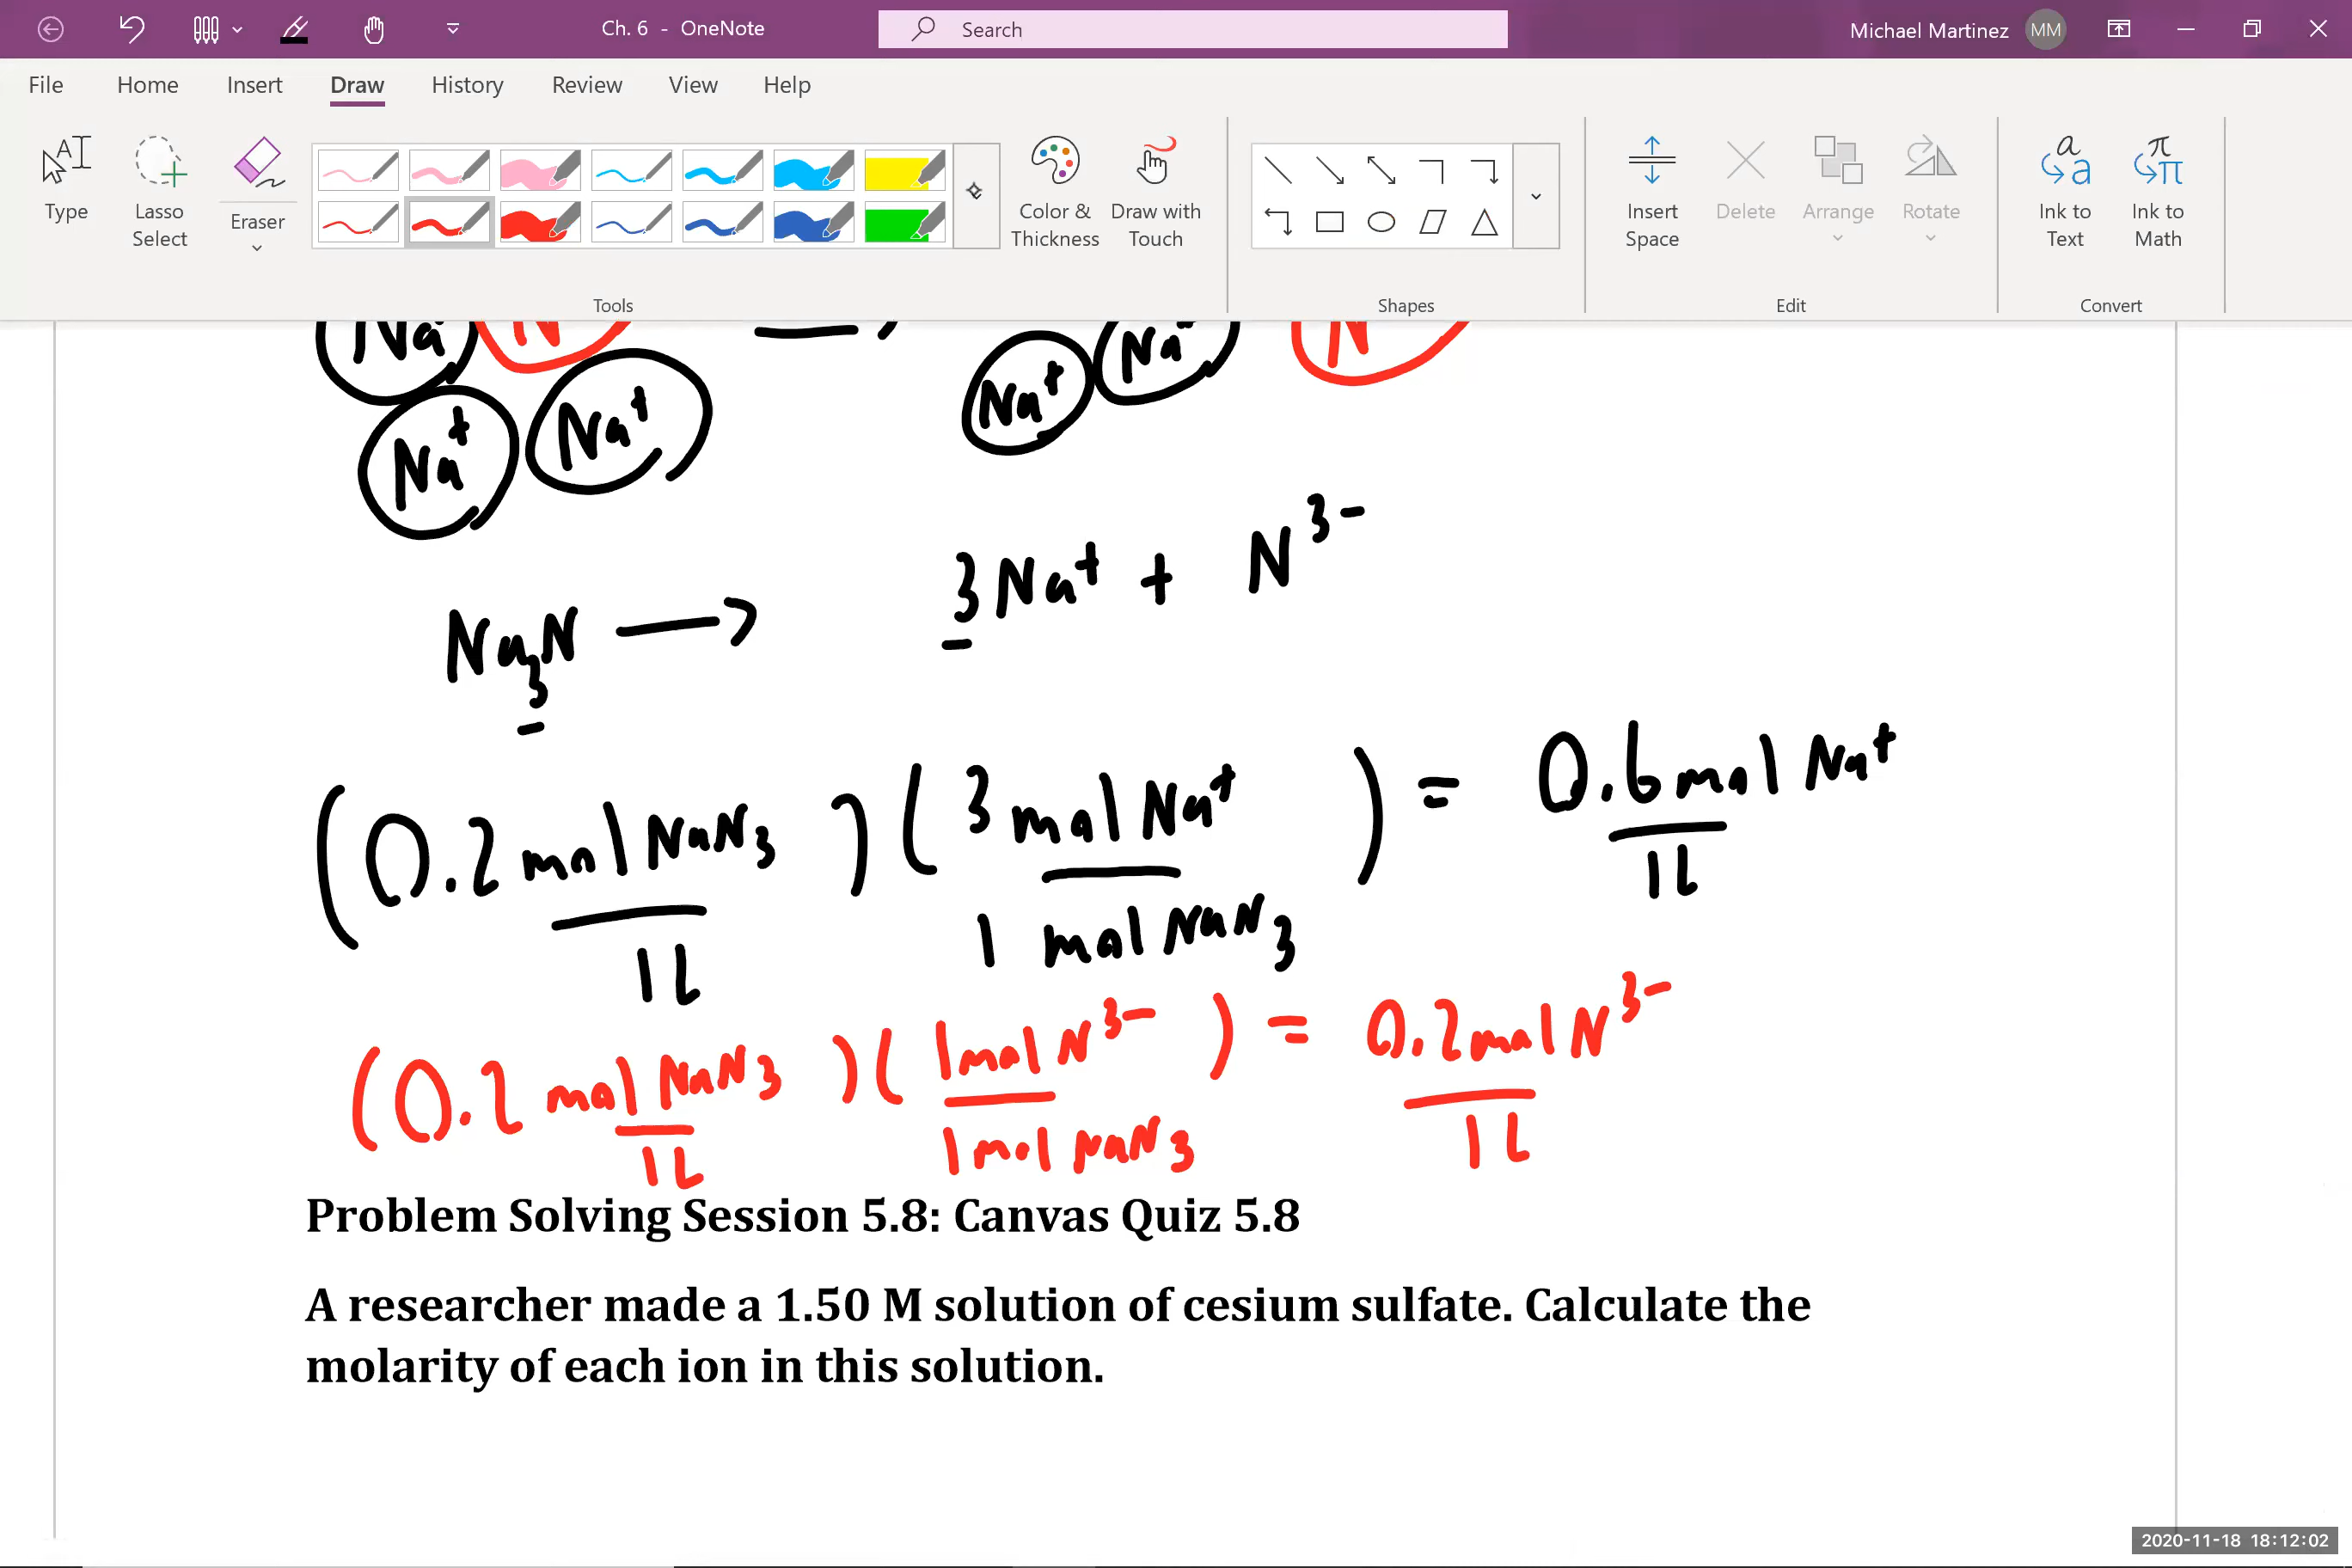 Ch. 6 - OneNote
Search
Michael Martinez MM
File Home Insert Draw History Review View Help
Type
Lasso Select
Eraser
Color & Thickness
Draw with Touch
Insert Space
Delete
Arrange
Rotate
Ink to Text
Ink to Math
Tools Shapes Edit Convert
Na N Na⁺ Na⁺ N
Na⁺ Na⁺
Na₃N → 3Na⁺ + N³⁻
(0.2 mol NaN₃ / 1L) (3 mol Na⁺ / 1 mol NaN₃) = 0.6 mol Na⁺ / 1L
(0.2 mol NaN₃ / 1L) (1 mol N³⁻ / 1 mol NaN₃) = 0.2 mol N³⁻ / 1L
Problem Solving Session 5.8: Canvas Quiz 5.8
A researcher made a 1.50 M solution of cesium sulfate. Calculate the
molarity of each ion in this solution.
2020-11-18 18:12:02